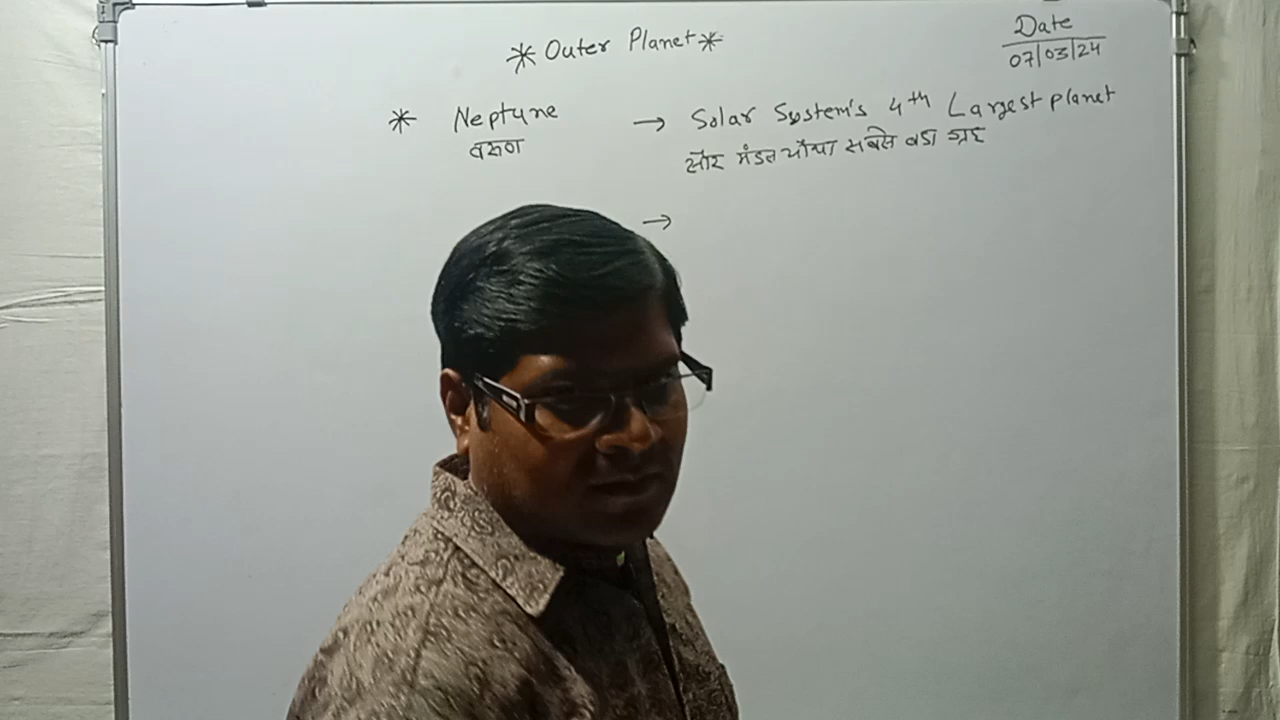 * Outer Planet *
Date
07/03/24
* Neptune → Solar System's 4th Largest planet
वरुण सौर मंडल चौथा सबसे बडा ग्रह
→